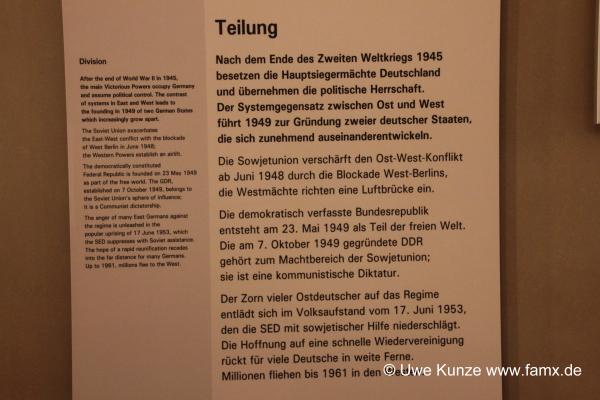 Teilung
Nach dem Ende des Zweiten Weltkriegs 1945
besetzen die Hauptsiegermächte Deutschland
und übernehmen die politische Herrschaft.
Der Systemgegensatz zwischen Ost und West
führt 1949 zur Gründung zweier deutscher Staaten,
die sich zunehmend auseinanderentwickeln.
Die Sowjetunion verschärft den Ost-West-Konflikt
ab Juni 1948 durch die Blockade West-Berlins,
die Westmächte richten eine Luftbrücke ein.
Die demokratisch verfasste Bundesrepublik
entsteht am 23. Mai 1949 als Teil der freien Welt.
Die am 7. Oktober 1949 gegründete DDR
gehört zum Machtbereich der Sowjetunion;
sie ist eine kommunistische Diktatur.
Der Zorn vieler Ostdeutscher auf das Regime
entlädt sich im Volksaufstand vom 17. Juni 1953,
den die SED mit sowjetischer Hilfe niederschlägt.
Die Hoffnung auf eine schnelle Wiedervereinigung
rückt für viele Deutsche in weite Ferne.
Millionen fliehen bis 1961 in den
Division
After the end of World War II in 1945,
the main Victorious Powers occupy Germany
and assume political control. The contrast
of systems in East and West leads to
the founding in 1949 of two German States
which increasingly grow apart.
The Soviet Union exacerbates
the East-West conflict with the blockade
of West Berlin in June 1948;
the Western Powers establish an airlift.
The democratically constituted
Federal Republic is founded on 23 May 1949
as part of the free world. The GDR,
established on 7 October 1949, belongs to
the Soviet Union's sphere of influence;
it is a Communist dictatorship.
The anger of many East Germans against
the regime is unleashed in the
popular uprising of 17 June 1953, which
the SED suppresses with Soviet assistance.
The hope of a rapid reunification recedes
into the far distance for many Germans.
Up to 1961, millions flee to the West.
© Uwe Kunze www.famx.de